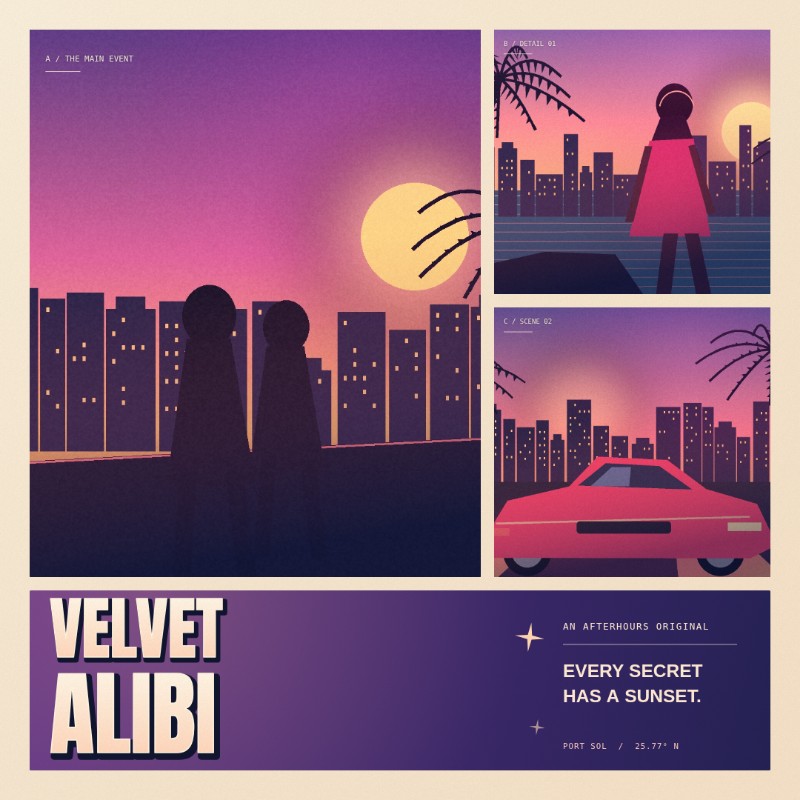 A / THE MAIN EVENT
B / DETAIL 01
C / SCENE 02
VELVET
ALIBI
AN AFTERHOURS ORIGINAL
EVERY SECRET
HAS A SUNSET.
PORT SOL / 25.77° N